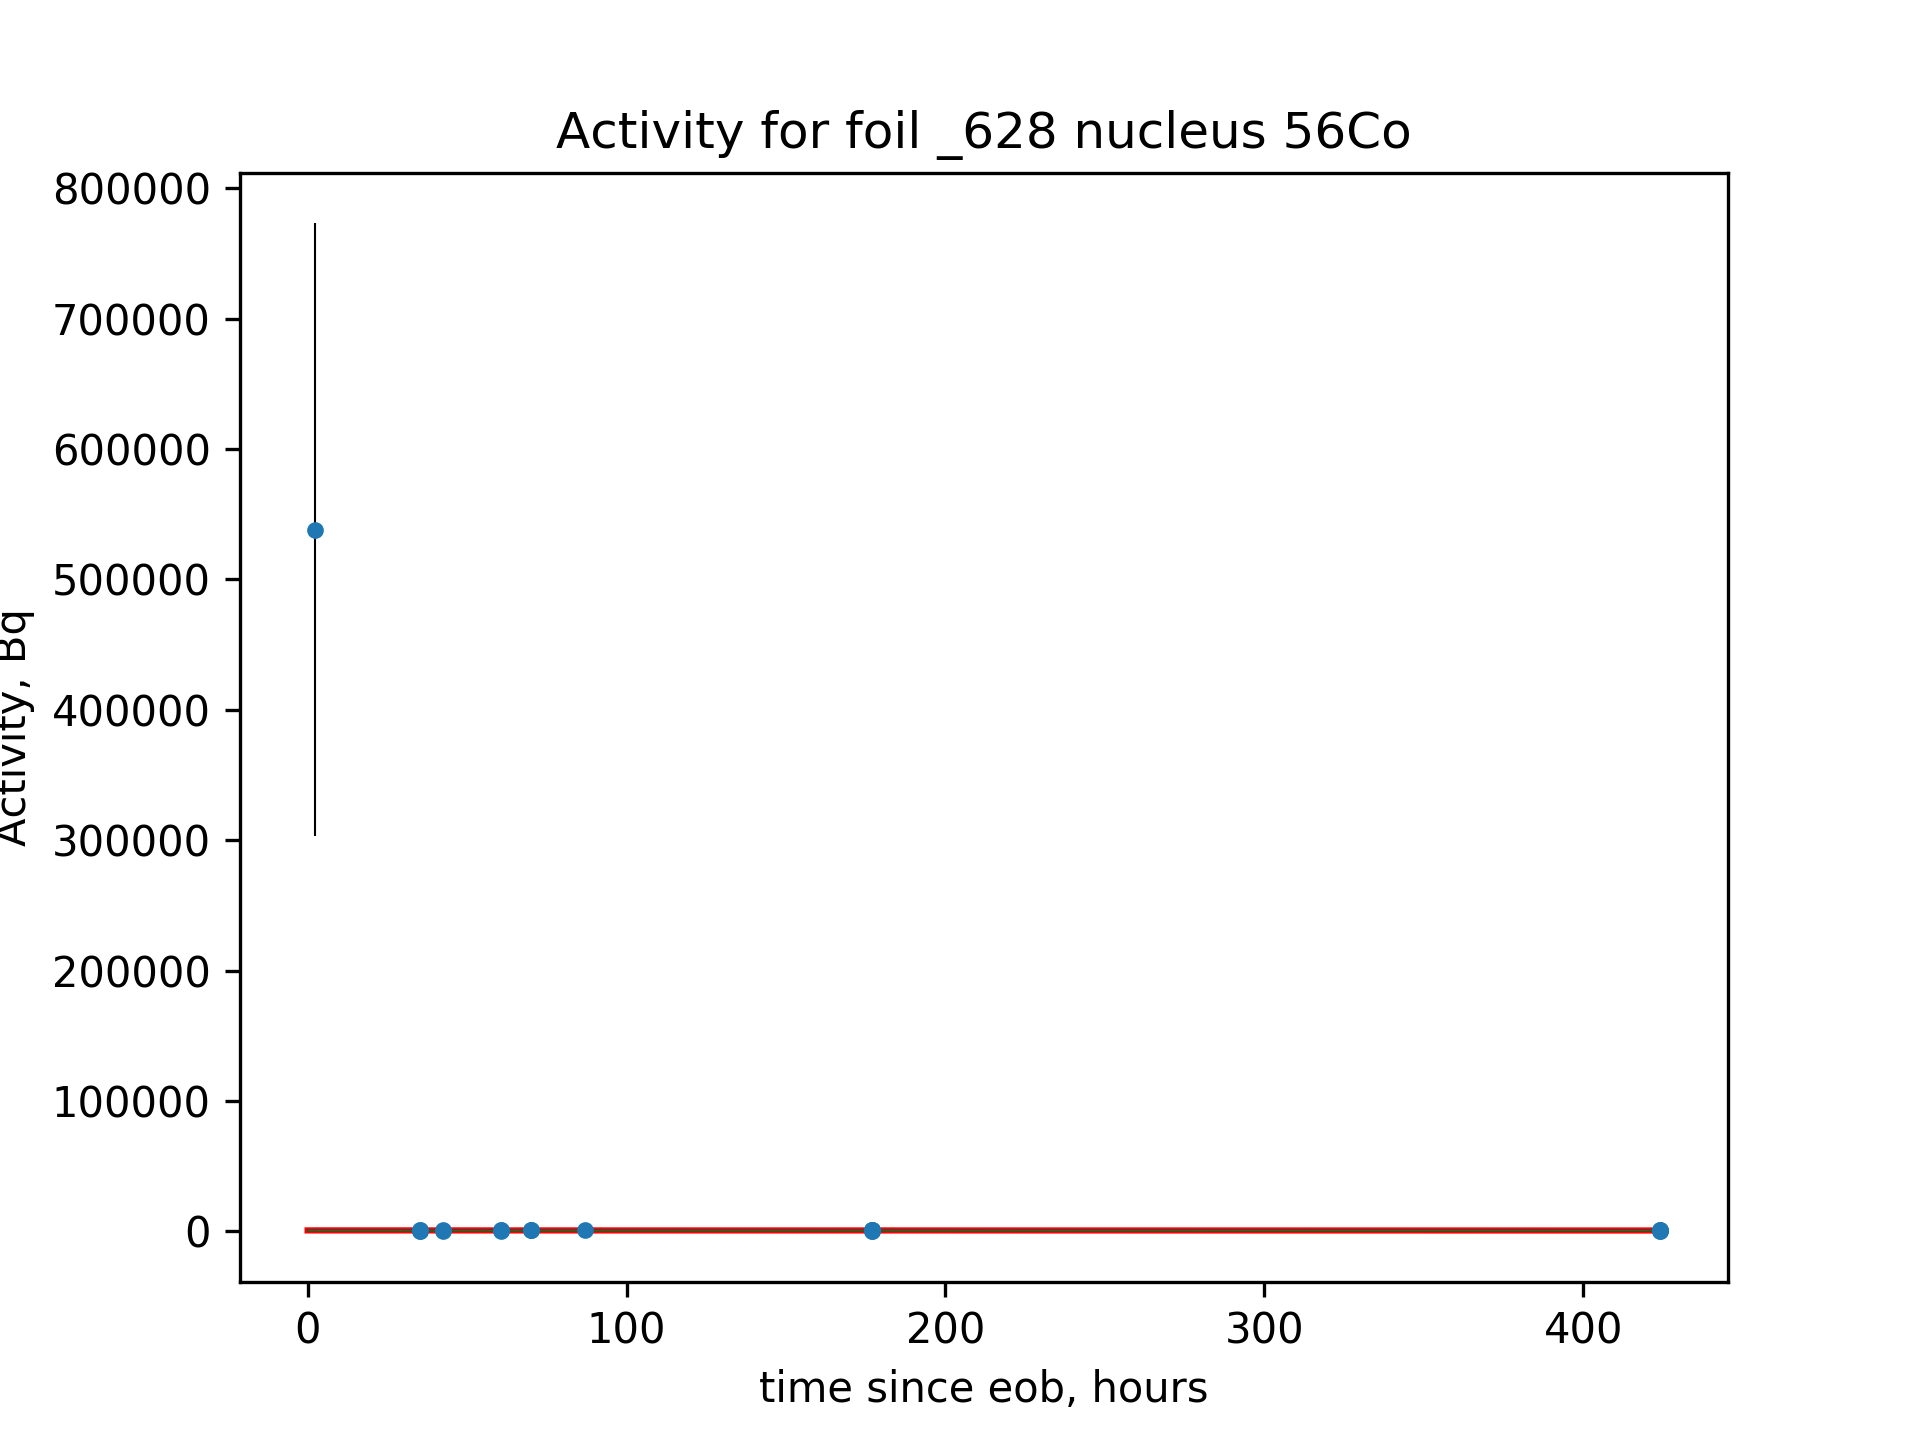 Activity for foil _628 nucleus 56Co
800000
700000
600000
500000
400000
300000
200000
100000
0
Activity, Bq
0 100 200 300 400
time since eob, hours